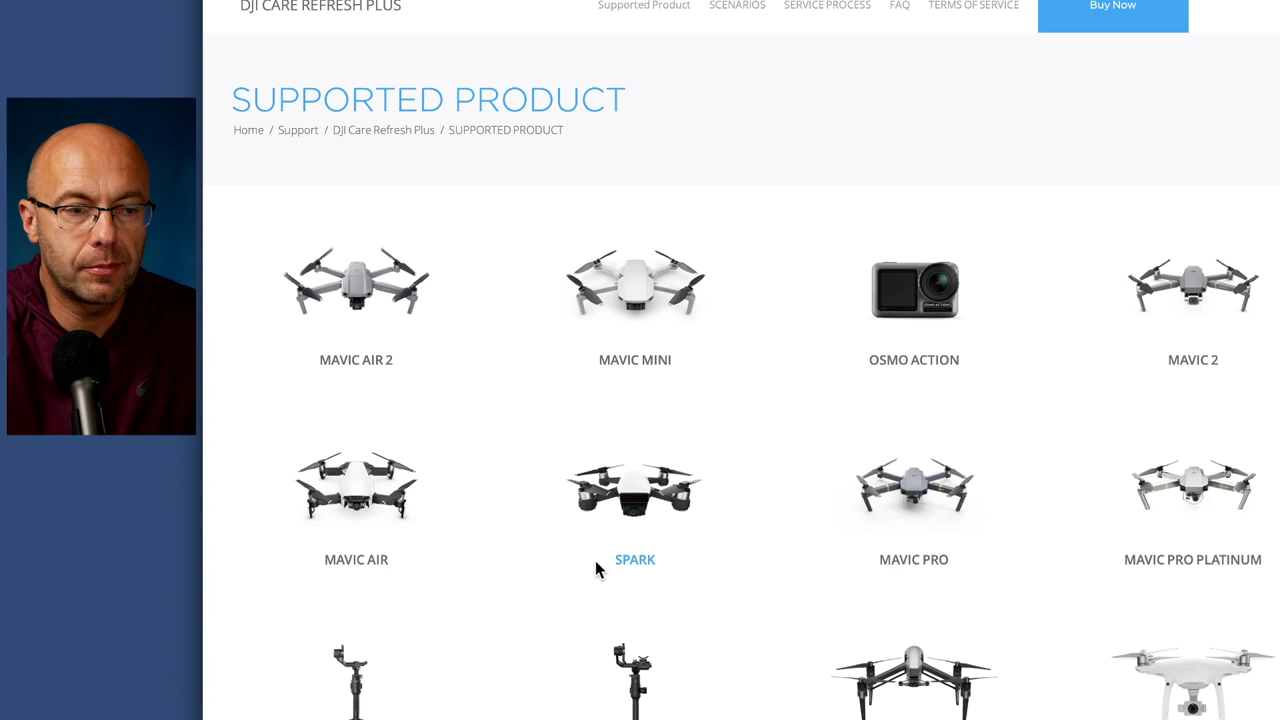 DJI CARE REFRESH PLUS
Supported Product SCENARIOS SERVICE PROCESS FAQ TERMS OF SERVICE Buy Now
SUPPORTED PRODUCT
Home / Support / DJI Care Refresh Plus / SUPPORTED PRODUCT
OSMO ACTION
MAVIC AIR 2 MAVIC MINI OSMO ACTION MAVIC 2
MAVIC AIR SPARK MAVIC PRO MAVIC PRO PLATINUM